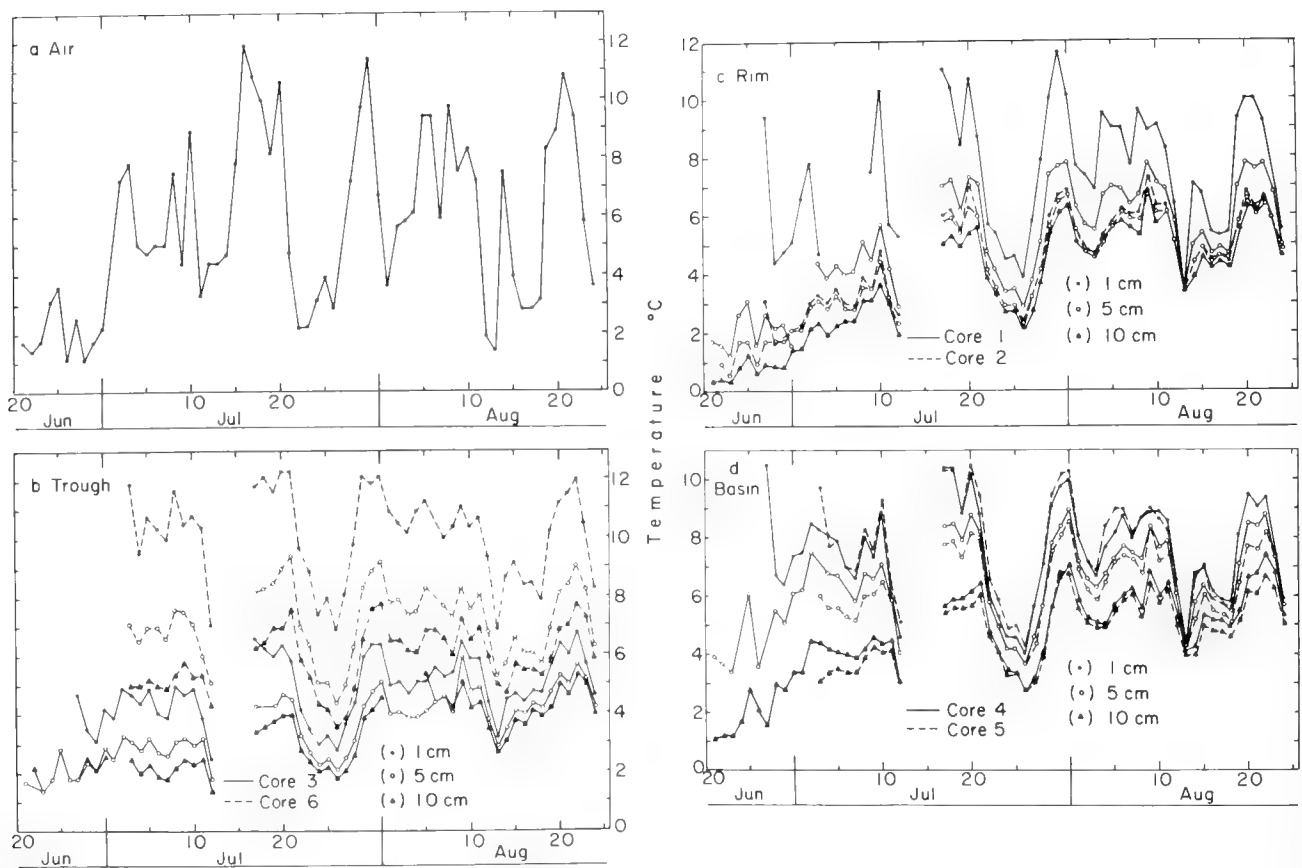 a Air
12
10
8
6
4
2
0
20
10
20
10
20
Jun
Jul
Aug
b Trough
12
10
8
6
4
2
0
(•) 1 cm
(○) 5 cm
(▲) 10 cm
Core 3
Core 6
20
10
20
10
20
Jun
Jul
Aug
Temperature °C
c Rim
12
10
8
6
4
2
0
(•) 1 cm
(○) 5 cm
(▲) 10 cm
Core 1
Core 2
20
10
20
10
20
Jun
Jul
Aug
d
Basin
10
8
6
4
2
0
(•) 1 cm
(○) 5 cm
(▲) 10 cm
Core 4
Core 5
20
10
20
10
20
Jun
Jul
Aug